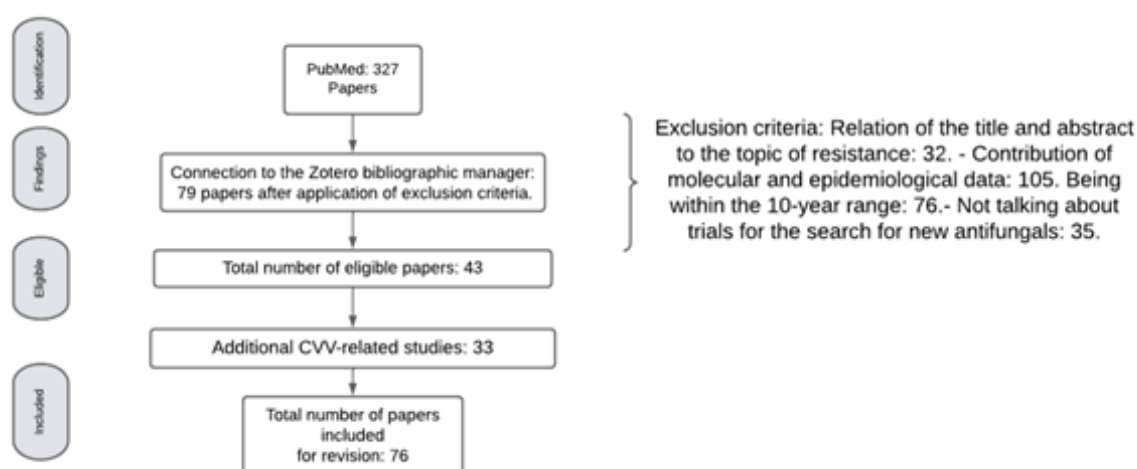 Identification
PubMed: 327
Papers
Findings
Connection to the Zotero bibliographic manager:
79 papers after application of exclusion criteria.
Exclusion criteria: Relation of the title and abstract
to the topic of resistance: 32. - Contribution of
molecular and epidemiological data: 105. Being
within the 10-year range: 76.- Not talking about
trials for the search for new antifungals: 35.
Eligible
Total number of eligible papers: 43
Additional CVV-related studies: 33
Included
Total number of papers
included
for revision: 76